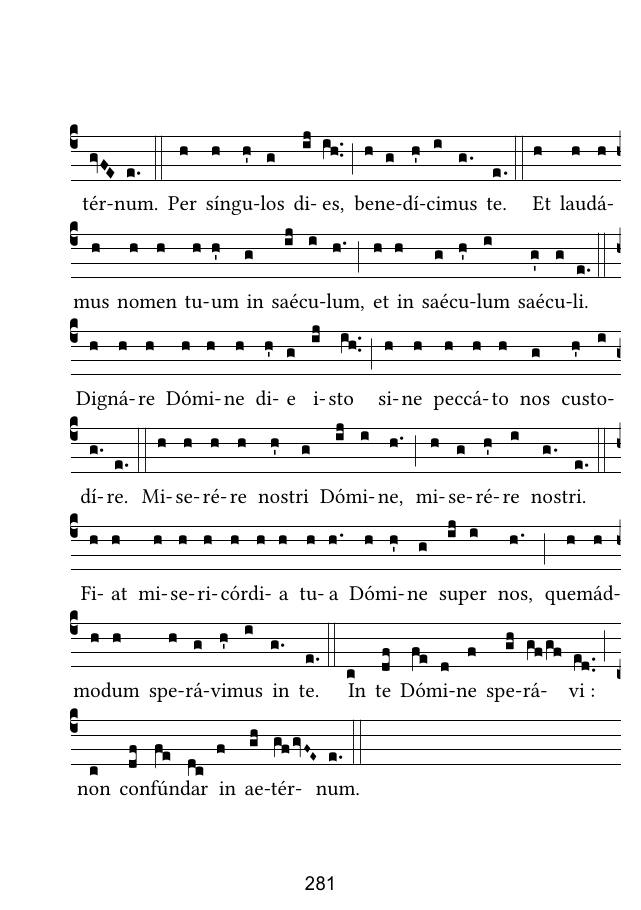 tér-num. Per síngu-los di- es, bene-dí-cimus te. Et laudá-
mus nomen tu-um in saécu-lum, et in saécu-lum saécu-li.
Digná-re Dómi-ne di- e i-sto si-ne peccá-to nos custo-
dí-re. Mi-se-ré-re nostri Dómi-ne, mi-se-ré-re nostri.
Fi- at mi-se-ri-córdi- a tu-a Dómi-ne super nos, quemád-
modum spe-rá-vimus in te. In te Dómi-ne spe-rá- vi :
non confúndar in ae-tér- num.
281